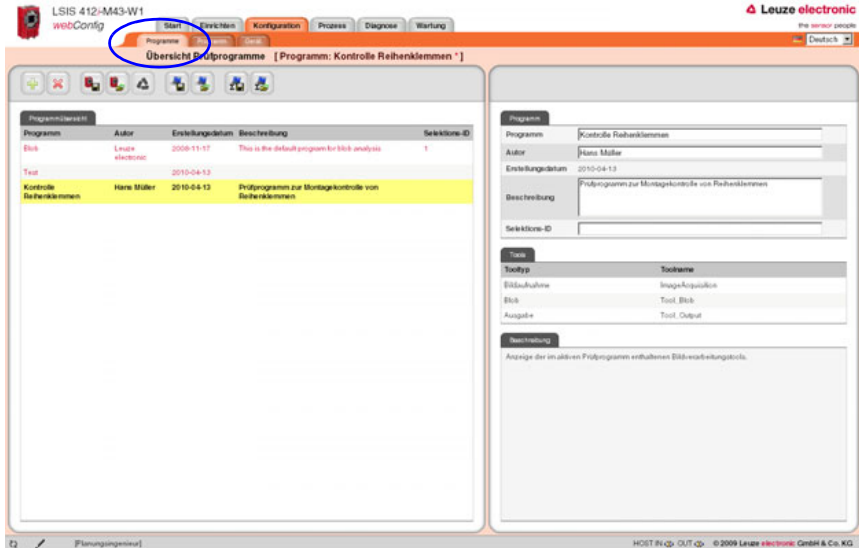 LSIS 412i-M43-W1
webConfig
Leuze electronic
the sensor people
Start Einrichten Konfiguration Prozess Diagnose Wartung
Programme Gerät
Deutsch
Übersicht Prüfprogramme [ Programm: Kontrolle Reihenklemmen * ]
Programmübersicht
Programm Autor Erstellungsdatum Beschreibung Selektions-ID
Blob Leuze electronic 2008-11-17 This is the default program for blob analysis 1
Test 2010-04-13
Kontrolle Reihenklemmen Hans Müller 2010-04-13 Prüfprogramm zur Montagekontrolle von
Reihenklemmen
Programm
Programm Kontrolle Reihenklemmen
Autor Hans Müller
Erstellungsdatum 2010-04-13
Beschreibung Prüfprogramm zur Montagekontrolle von Reihenklemmen
Selektions-ID
Tools
Tooltyp Toolname
Bildaufnahme ImageAcquisition
Blob Tool_Blob
Ausgabe Tool_Output
Beschreibung
Anzeige der im aktiven Prüfprogramm enthaltenen Bildverarbeitungstools.
[Planungsingenieur]
HOST IN OUT © 2009 Leuze electronic GmbH & Co. KG